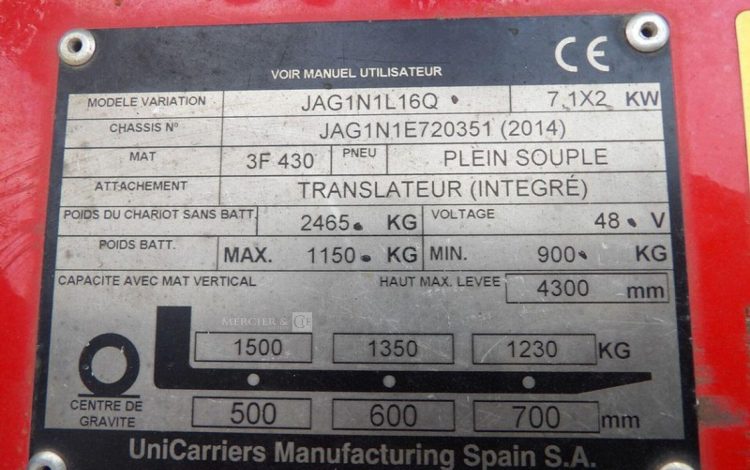 CE
VOIR MANUEL UTILISATEUR
MODELE VARIATION JAG1N1L16Q 7.1X2 KW
CHASSIS Nº JAG1N1E720351 (2014)
MAT 3F 430 PNEU PLEIN SOUPLE
ATTACHEMENT TRANSLATEUR (INTEGRÉ)
POIDS DU CHARIOT SANS BATT. 2465 KG VOLTAGE 48 V
POIDS BATT. MAX. 1150 KG MIN. 900 KG
CAPACITE AVEC MAT VERTICAL HAUT MAX. LEVEE 4300 mm
MERCIER &
1500 1350 1230 KG
CENTRE DE GRAVITE 500 600 700 mm
UniCarriers Manufacturing Spain S.A.